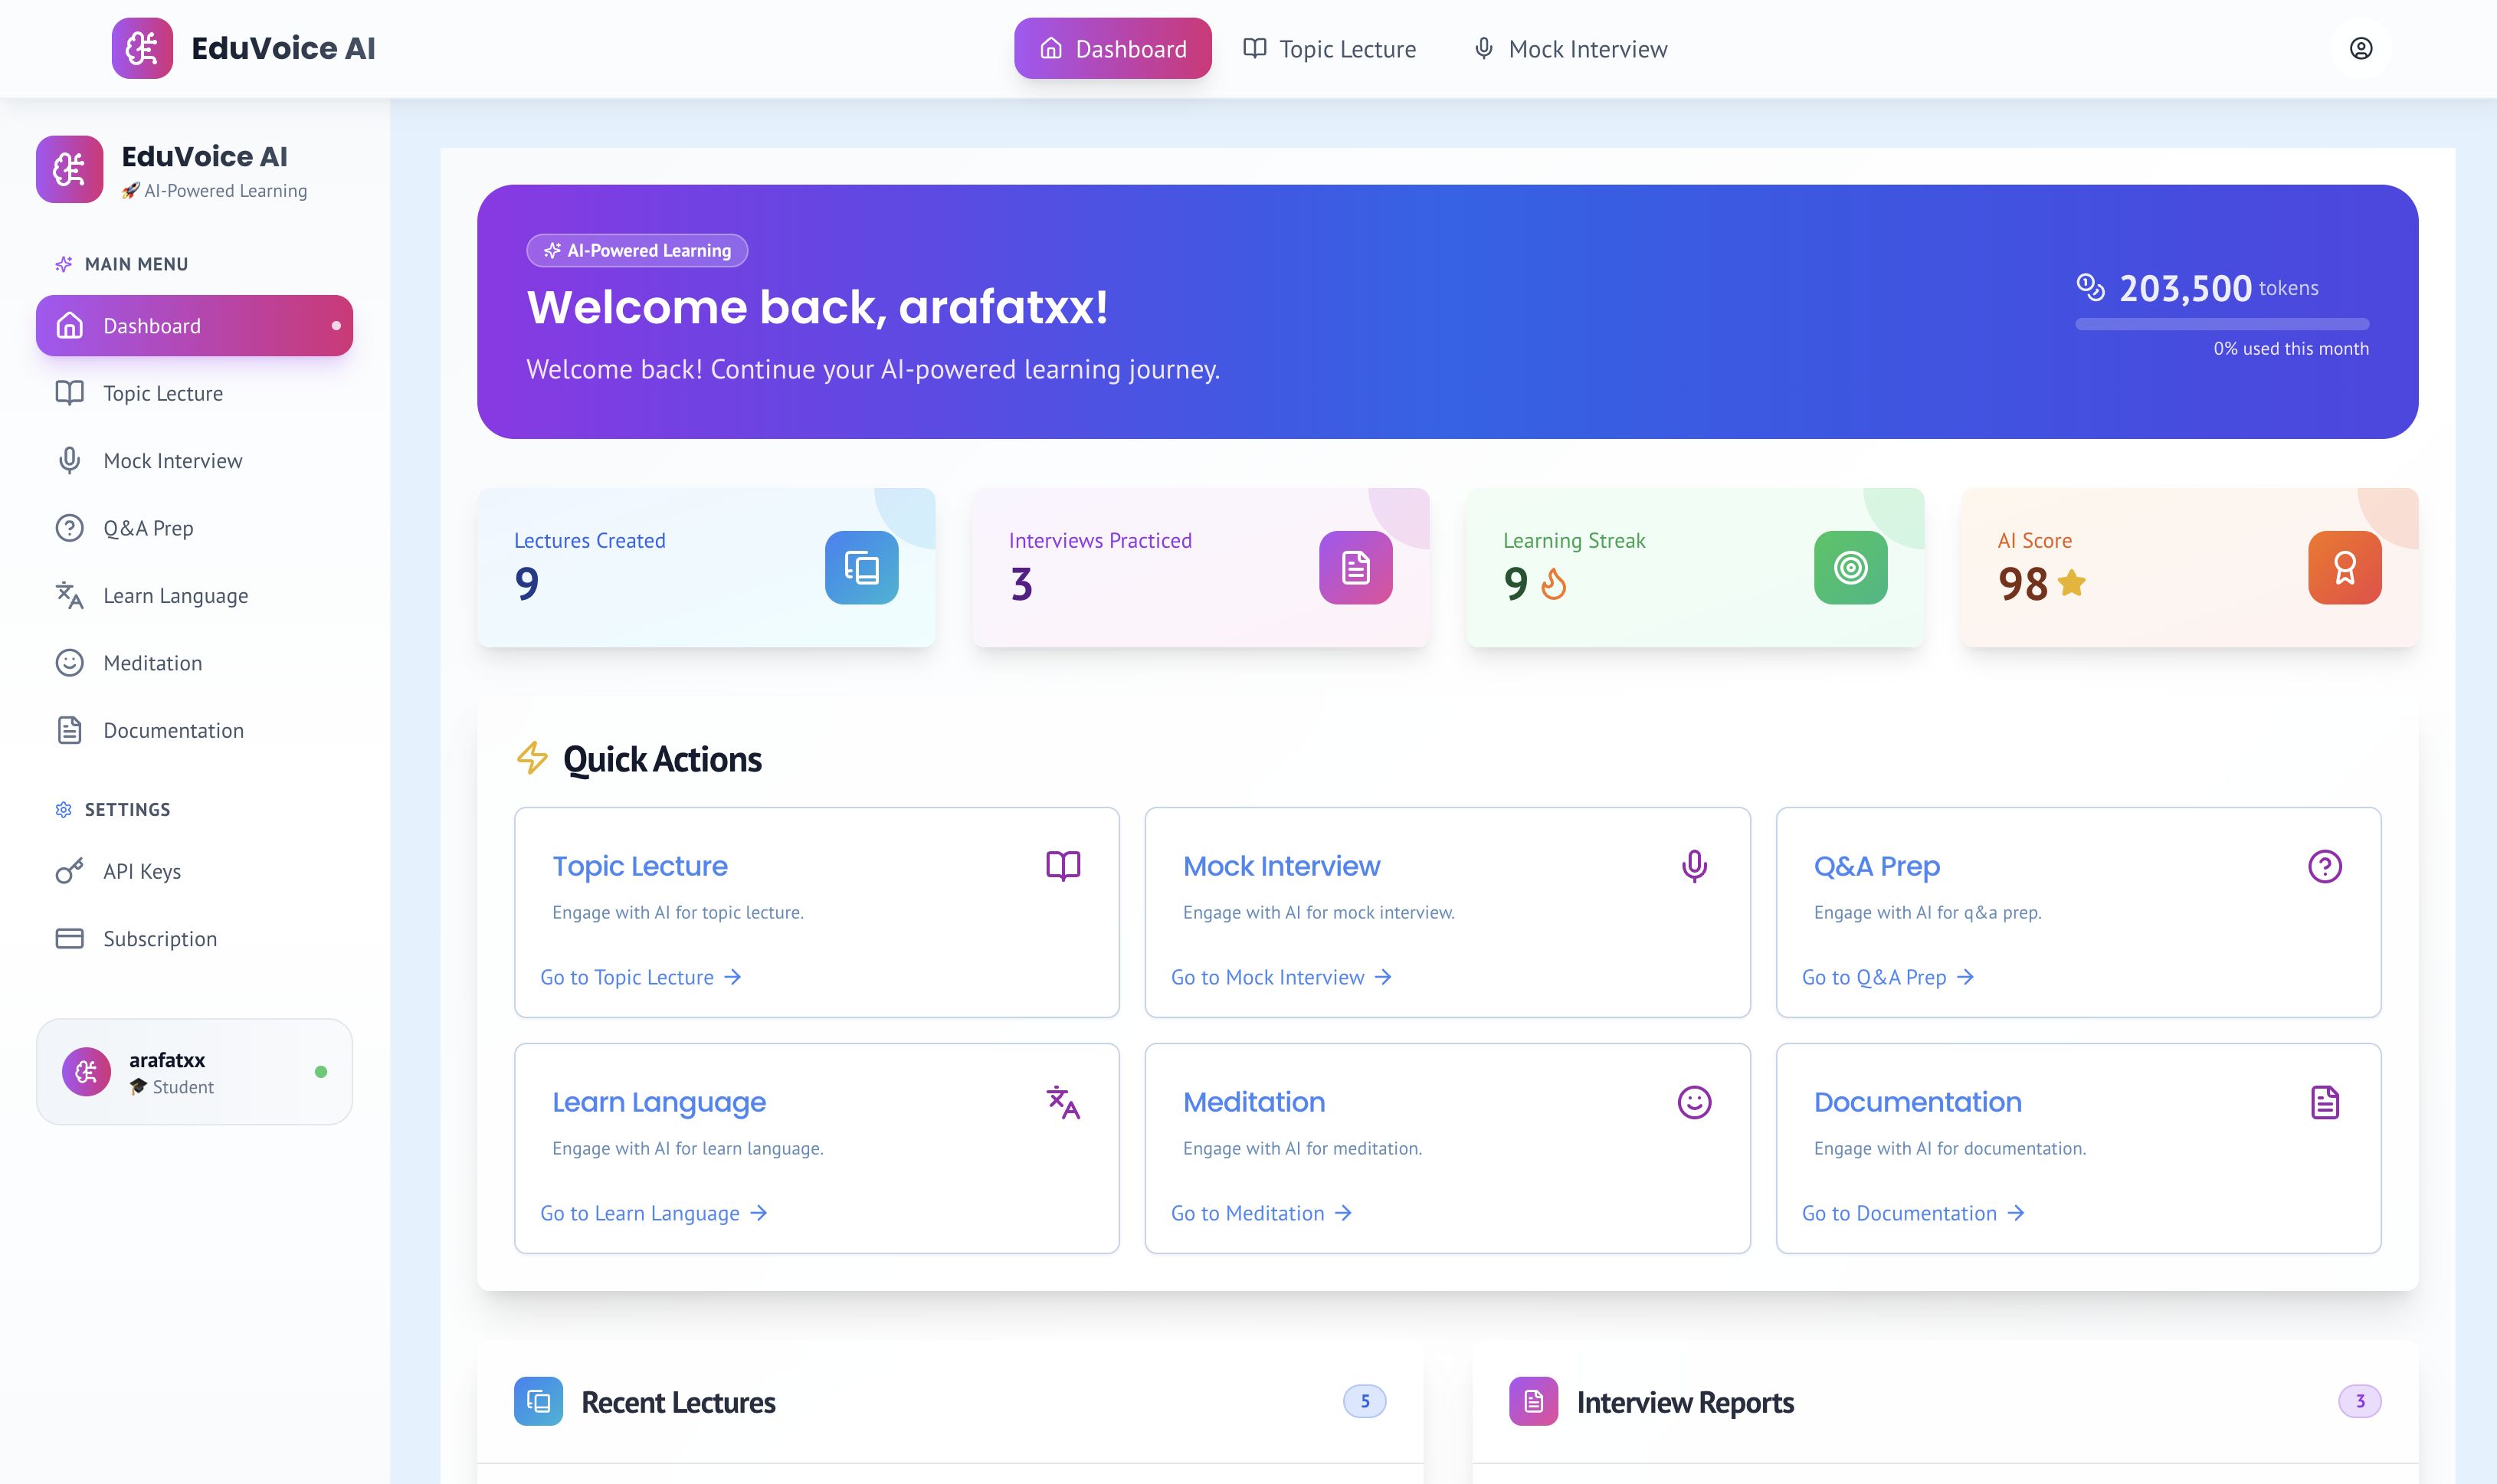 EduVoice AI
Dashboard
Topic Lecture
Mock Interview
EduVoice AI
🚀 AI-Powered Learning
MAIN MENU
Dashboard
Topic Lecture
Mock Interview
Q&A Prep
Learn Language
Meditation
Documentation
SETTINGS
API Keys
Subscription
arafatxx
🎓 Student
AI-Powered Learning
Welcome back, arafatxx!
Welcome back! Continue your AI-powered learning journey.
203,500 tokens
0% used this month
Lectures Created
9
Interviews Practiced
3
Learning Streak
9
AI Score
98
Quick Actions
Topic Lecture
Engage with AI for topic lecture.
Go to Topic Lecture →
Mock Interview
Engage with AI for mock interview.
Go to Mock Interview →
Q&A Prep
Engage with AI for q&a prep.
Go to Q&A Prep →
Learn Language
Engage with AI for learn language.
Go to Learn Language →
Meditation
Engage with AI for meditation.
Go to Meditation →
Documentation
Engage with AI for documentation.
Go to Documentation →
Recent Lectures
5
Interview Reports
3